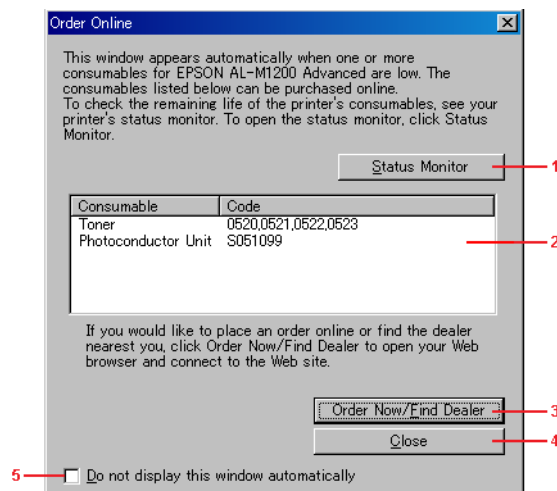 Order Online
This window appears automatically when one or more
consumables for EPSON AL-M1200 Advanced are low. The
consumables listed below can be purchased online.
To check the remaining life of the printer's consumables, see your
printer's status monitor. To open the status monitor, click Status
Monitor.
Status Monitor 1
Consumable Code
Toner 0520,0521,0522,0523
Photoconductor Unit S051099
2
If you would like to place an order online or find the dealer
nearest you, click Order Now/Find Dealer to open your Web
browser and connect to the Web site.
Order Now/Find Dealer 3
Close 4
5 Do not display this window automatically